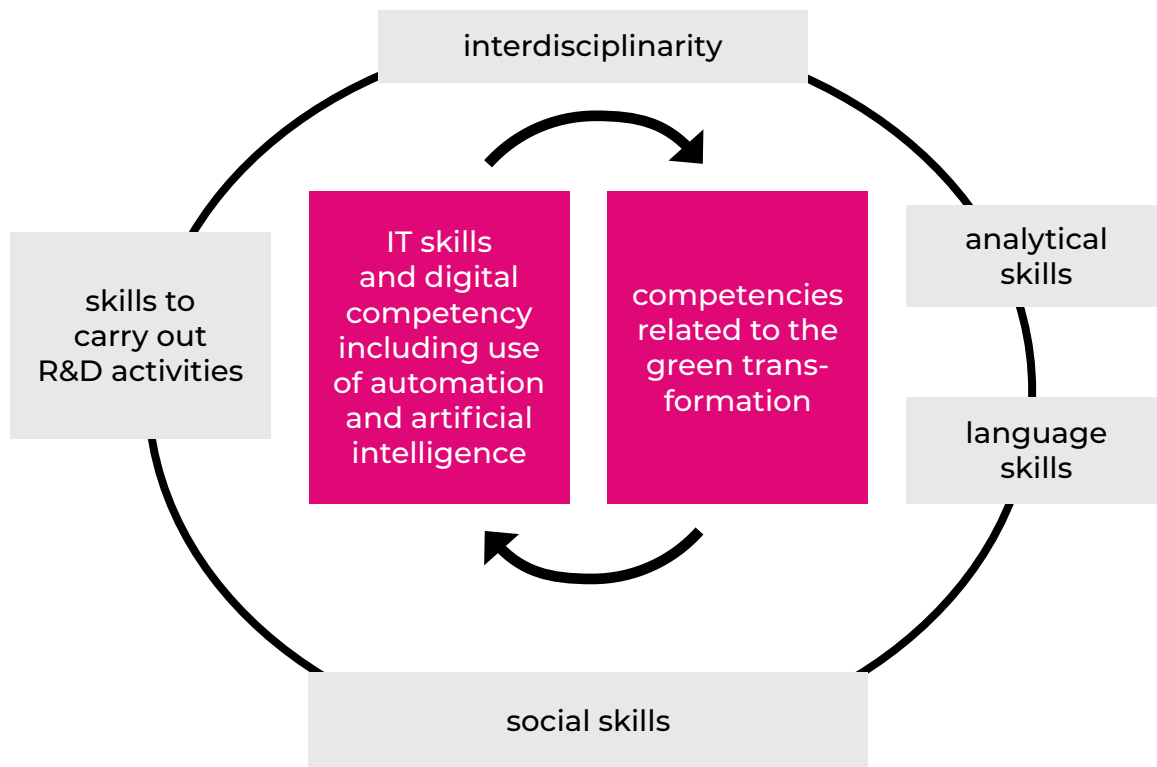 interdisciplinarity
skills to
carry out
R&D activities
IT skills
and digital
competency
including use
of automation
and artificial
intelligence
competencies
related to the
green trans-
formation
analytical
skills
language
skills
social skills